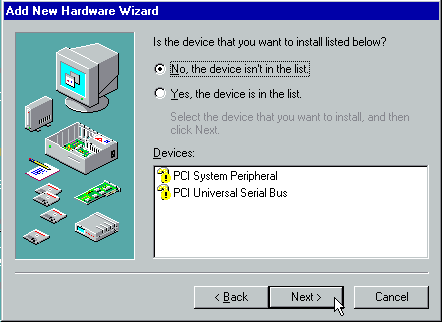 Add New Hardware Wizard
Is the device that you want to install listed below?
No, the device isn't in the list.
Yes, the device is in the list.
Select the device that you want to install, and then
click Next.
Devices:
PCI System Peripheral
PCI Universal Serial Bus
< Back
Next >
Cancel